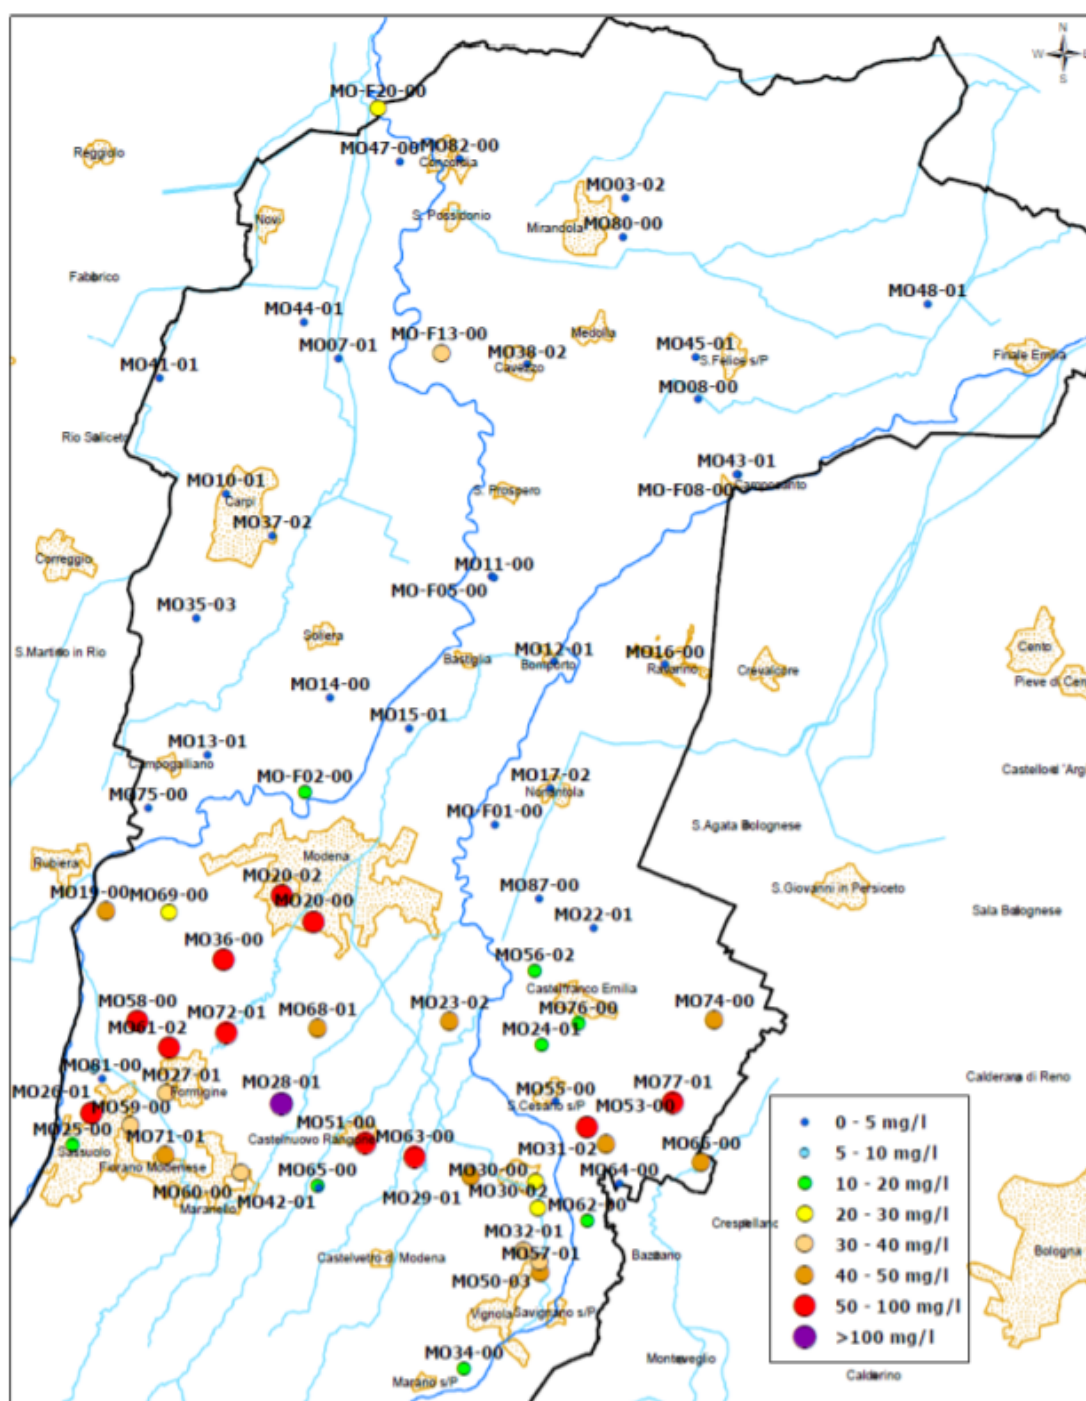 N
W
S
MO-F20-00
Reggiolo
MO47-00
MO82-00
Concordia
MO03-02
S. Possidonio
Novi
Mirandola
MO80-00
Fabbrico
MO48-01
MO44-01
MO-F13-00
Medolla
MO07-01
MO38-02
Cavezzo
MO45-01
S.Felice s/P
Finale Emilia
MO41-01
MO08-00
Rio Saliceto
MO43-01
MO10-01
Carpi
S. Prospero
MO-F08-00
Camposanto
MO37-02
Correggio
MO11-00
MO-F05-00
MO35-03
Soliera
S.Martino in Rio
Bastiglia
MO12-01
Bomporto
MO16-00
Ravarino
Crevalcore
Cento
Pieve di Cen
MO14-00
MO15-01
MO13-01
Campogalliano
MO-F02-00
MO17-02
Nonantola
Castello d'Arg
MO75-00
MO-F01-00
S.Agata Bolognese
Rubiera
Modena
MO20-02
MO87-00
S.Giovanni in Persiceto
MO19-00
MO69-00
MO20-00
MO22-01
Sala Bolognese
MO36-00
MO56-02
Castelfranco Emilia
MO58-00
MO72-01
MO68-01
MO23-02
MO76-00
MO74-00
MO61-02
MO24-01
MO81-00
MO27-01
Formigine
MO28-01
MO55-00
S.Cesario s/P
MO77-01
Calderara di Reno
MO26-01
MO59-00
MO51-00
MO53-00
MO25-00
Sassuolo
MO71-01
Castelnuovo Rangone
MO63-00
MO31-02
MO66-00
Fiorano Modenese
MO65-00
MO30-00
MO64-00
MO60-00
Maranello
MO42-01
MO29-01
MO30-02
MO62-00
Crespellano
MO32-01
Castelvetro di Modena
MO57-01
Bazzano
Bologna
MO50-03
Vignola
Savignano s/P
MO34-00
Marano s/P
Monteveglio
Calderino
0 - 5 mg/l
5 - 10 mg/l
10 - 20 mg/l
20 - 30 mg/l
30 - 40 mg/l
40 - 50 mg/l
50 - 100 mg/l
>100 mg/l